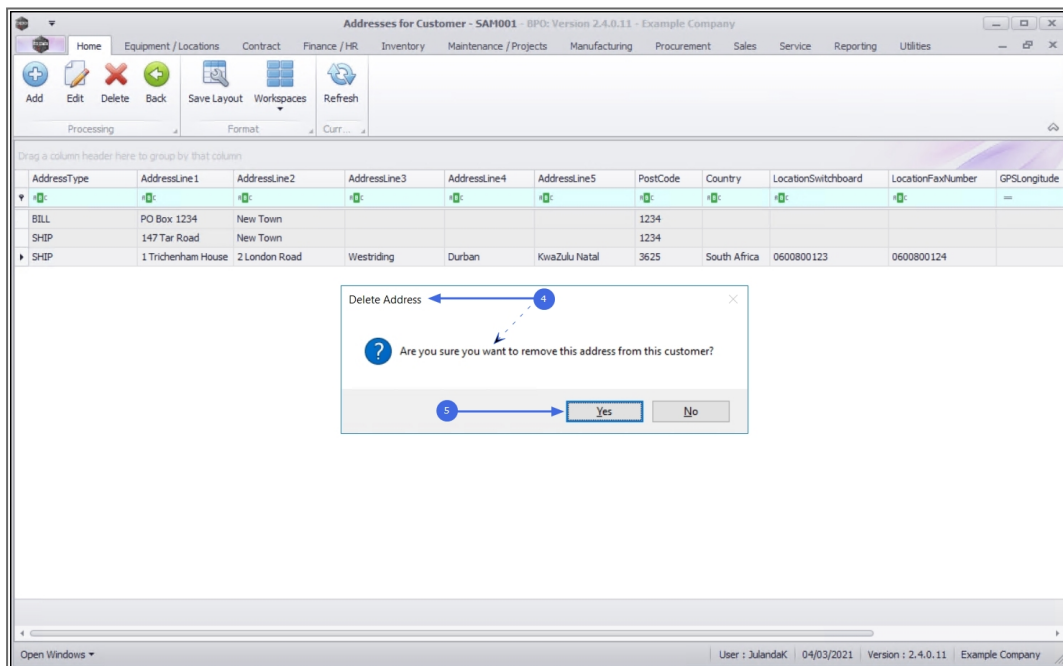 Addresses for Customer - SAM001 - BPO: Version 2.4.0.11 - Example Company
Home Equipment / Locations Contract Finance / HR Inventory Maintenance / Projects Manufacturing Procurement Sales Service Reporting Utilities
Add Edit Delete Back Save Layout Workspaces Refresh
Processing Format Curr...
Drag a column header here to group by that column
AddressType AddressLine1 AddressLine2 AddressLine3 AddressLine4 AddressLine5 PostCode Country LocationSwitchboard LocationFaxNumber GPSLongitude
BILL PO Box 1234 New Town 1234
SHIP 147 Tar Road New Town 1234
SHIP 1 Trichenham House 2 London Road Westriding Durban KwaZulu Natal 3625 South Africa 0600800123 0600800124
Delete Address 4
Are you sure you want to remove this address from this customer?
5 Yes No
Open Windows User : JulandaK 04/03/2021 Version : 2.4.0.11 Example Company